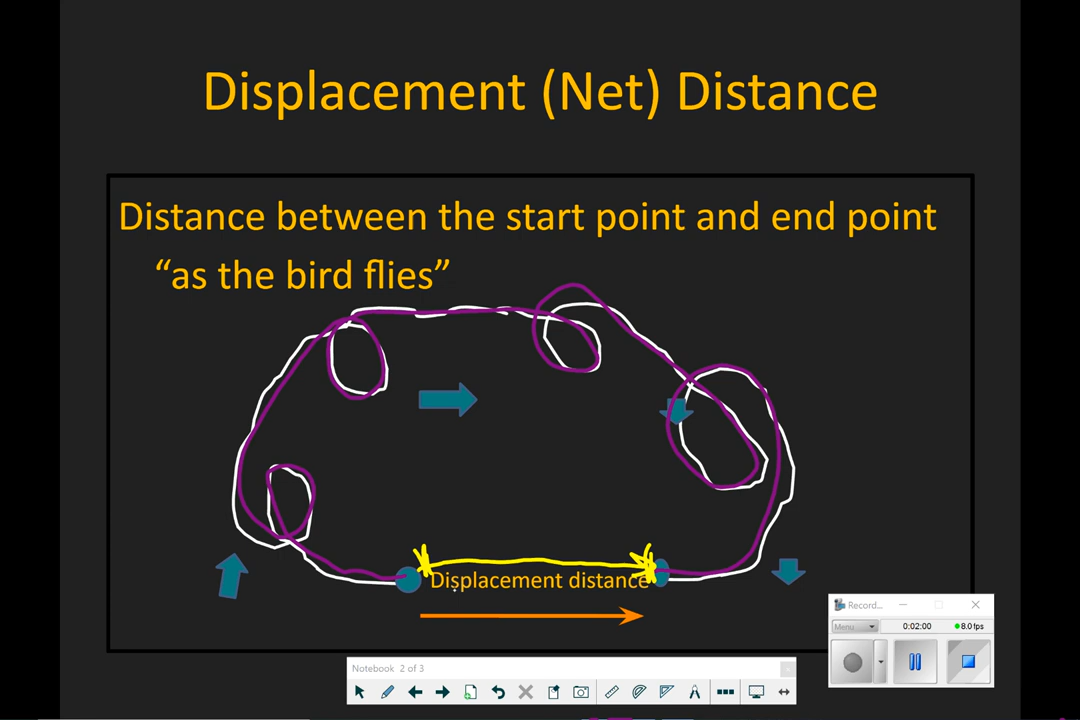 Displacement (Net) Distance
Distance between the start point and end point
“as the bird flies”
Displacement distance
Record...
Menu
0:02:00
8.0 fps
Notebook 2 of 3